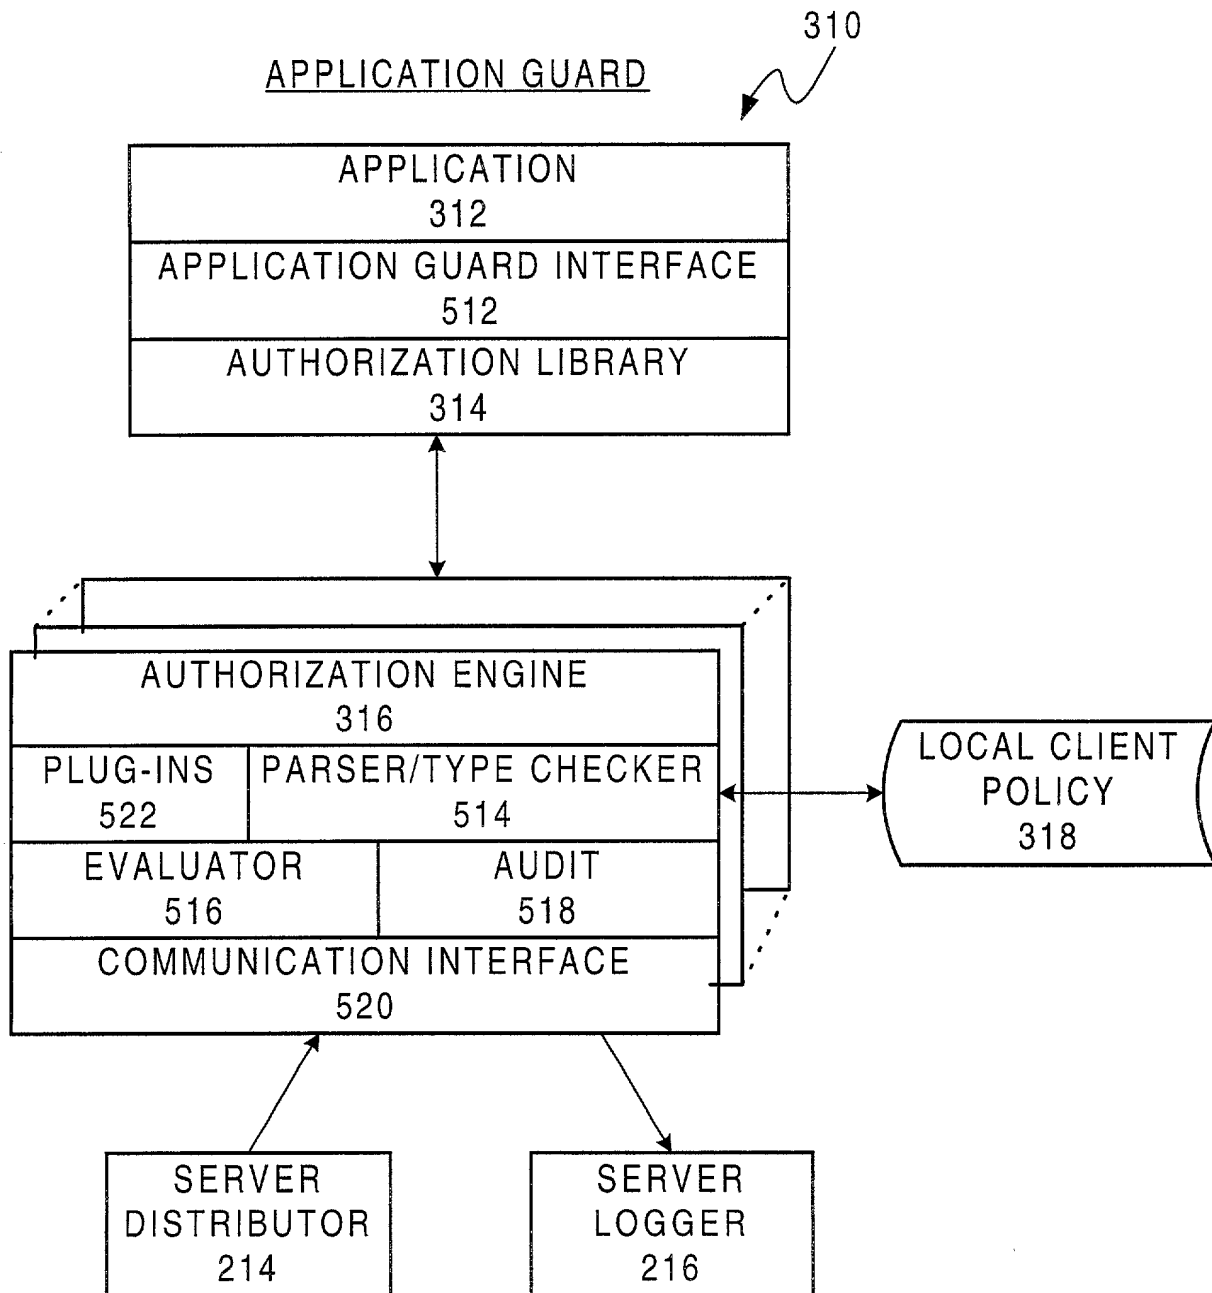 310
APPLICATION GUARD
APPLICATION
312
APPLICATION GUARD INTERFACE
512
AUTHORIZATION LIBRARY
314
AUTHORIZATION ENGINE
316
PLUG-INS
522
PARSER/TYPE CHECKER
514
EVALUATOR
516
AUDIT
518
COMMUNICATION INTERFACE
520
LOCAL CLIENT
POLICY
318
SERVER
DISTRIBUTOR
214
SERVER
LOGGER
216